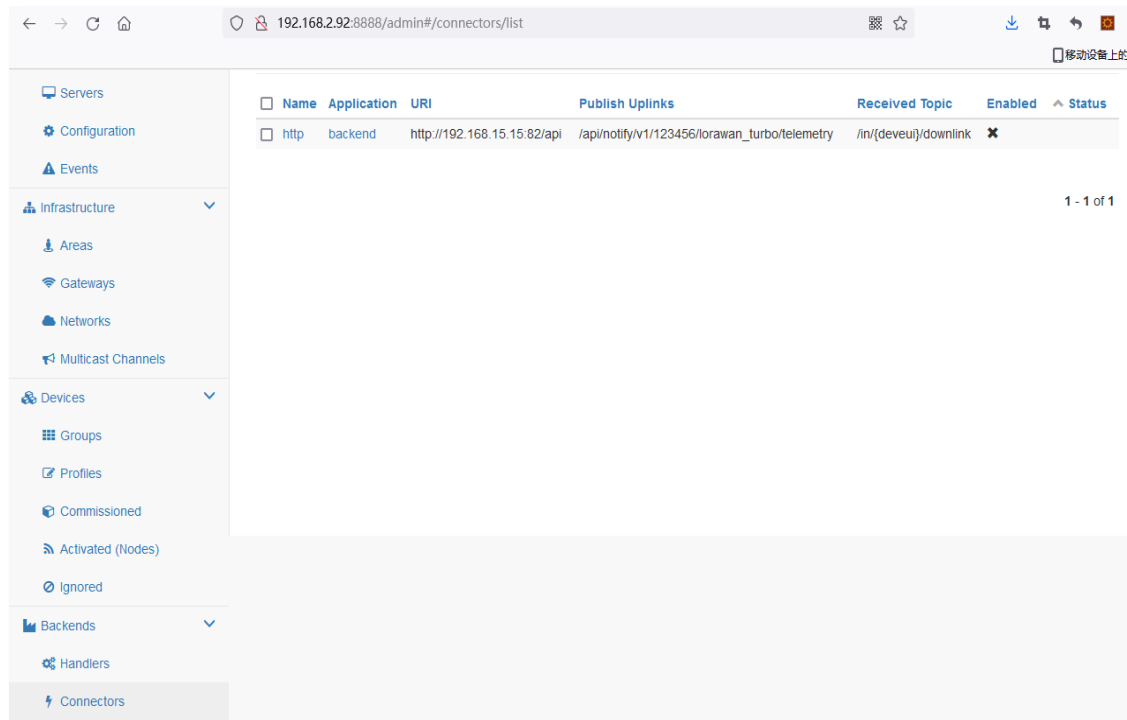 192.168.2.92:8888/admin#/connectors/list
移动设备上的
Servers
Configuration
Events
Infrastructure
Areas
Gateways
Networks
Multicast Channels
Devices
Groups
Profiles
Commissioned
Activated (Nodes)
Ignored
Backends
Handlers
Connectors
Name Application URI Publish Uplinks Received Topic Enabled Status
http backend http://192.168.15.15:82/api /api/notify/v1/123456/lorawan_turbo/telemetry /in/{deveui}/downlink
1 - 1 of 1